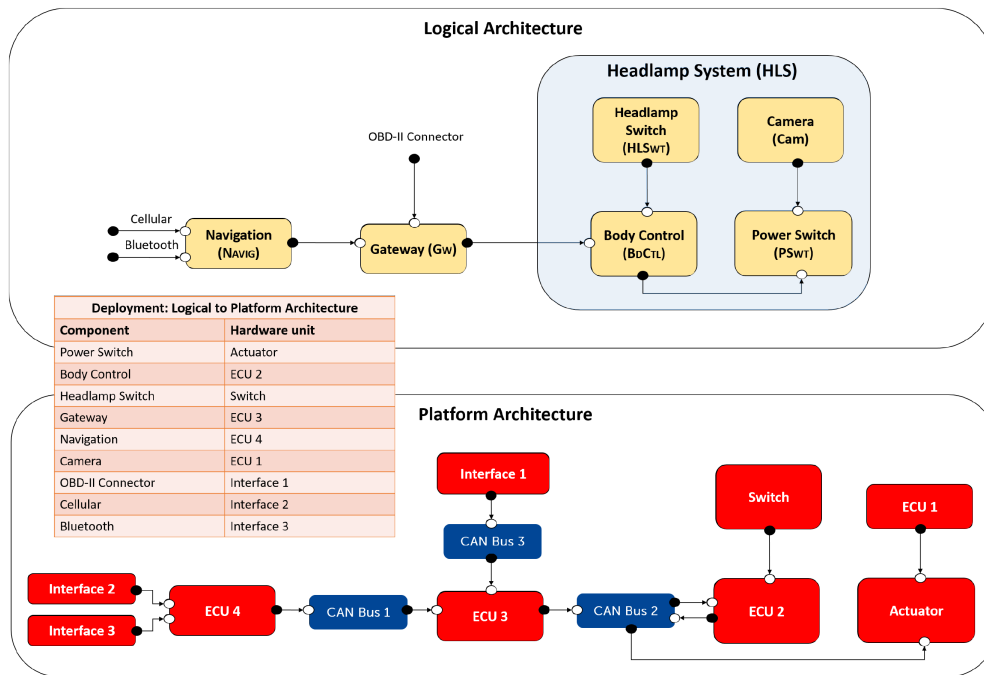 Logical Architecture
Headlamp System (HLS)
Headlamp
Switch
(HLSWT)
Camera
(Cam)
OBD-II Connector
Cellular
Bluetooth
Navigation
(NAVIG)
Gateway (GW)
Body Control
(BDCTL)
Power Switch
(PSWT)
Deployment: Logical to Platform Architecture
Component Hardware unit
Power Switch Actuator
Body Control ECU 2
Headlamp Switch Switch
Gateway ECU 3
Navigation ECU 4
Camera ECU 1
OBD-II Connector Interface 1
Cellular Interface 2
Bluetooth Interface 3
Platform Architecture
Interface 1
Switch
ECU 1
CAN Bus 3
Interface 2
Interface 3
ECU 4
CAN Bus 1
ECU 3
CAN Bus 2
ECU 2
Actuator